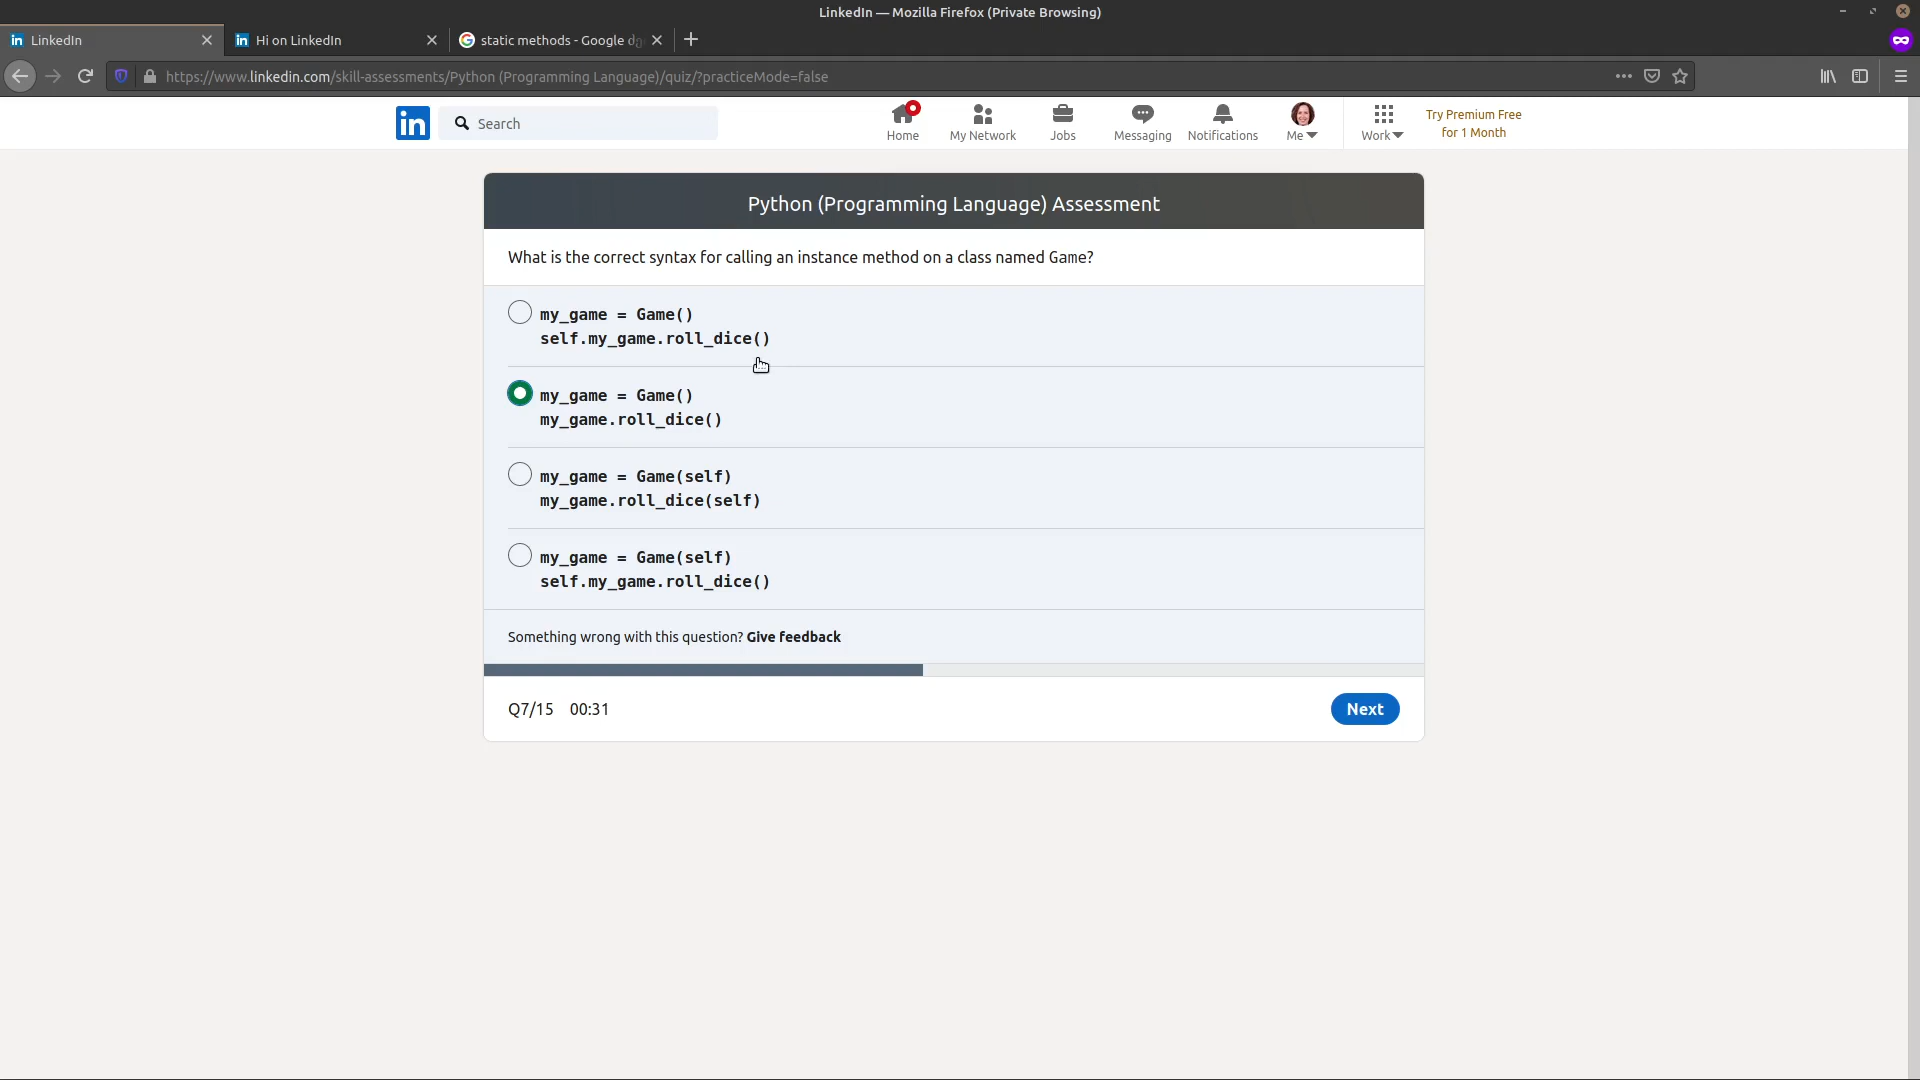 LinkedIn — Mozilla Firefox (Private Browsing)
LinkedIn
Hi on LinkedIn
static methods - Google
https://www.linkedin.com/skill-assessments/Python (Programming Language)/quiz/?practiceMode=false
in
Search
Home
My Network
Jobs
Messaging
Notifications
Me
Work
Try Premium Free
for 1 Month
Python (Programming Language) Assessment
What is the correct syntax for calling an instance method on a class named Game?
my_game = Game()
self.my_game.roll_dice()
my_game = Game()
my_game.roll_dice()
my_game = Game(self)
my_game.roll_dice(self)
my_game = Game(self)
self.my_game.roll_dice()
Something wrong with this question? Give feedback
Q7/15 00:31
Next